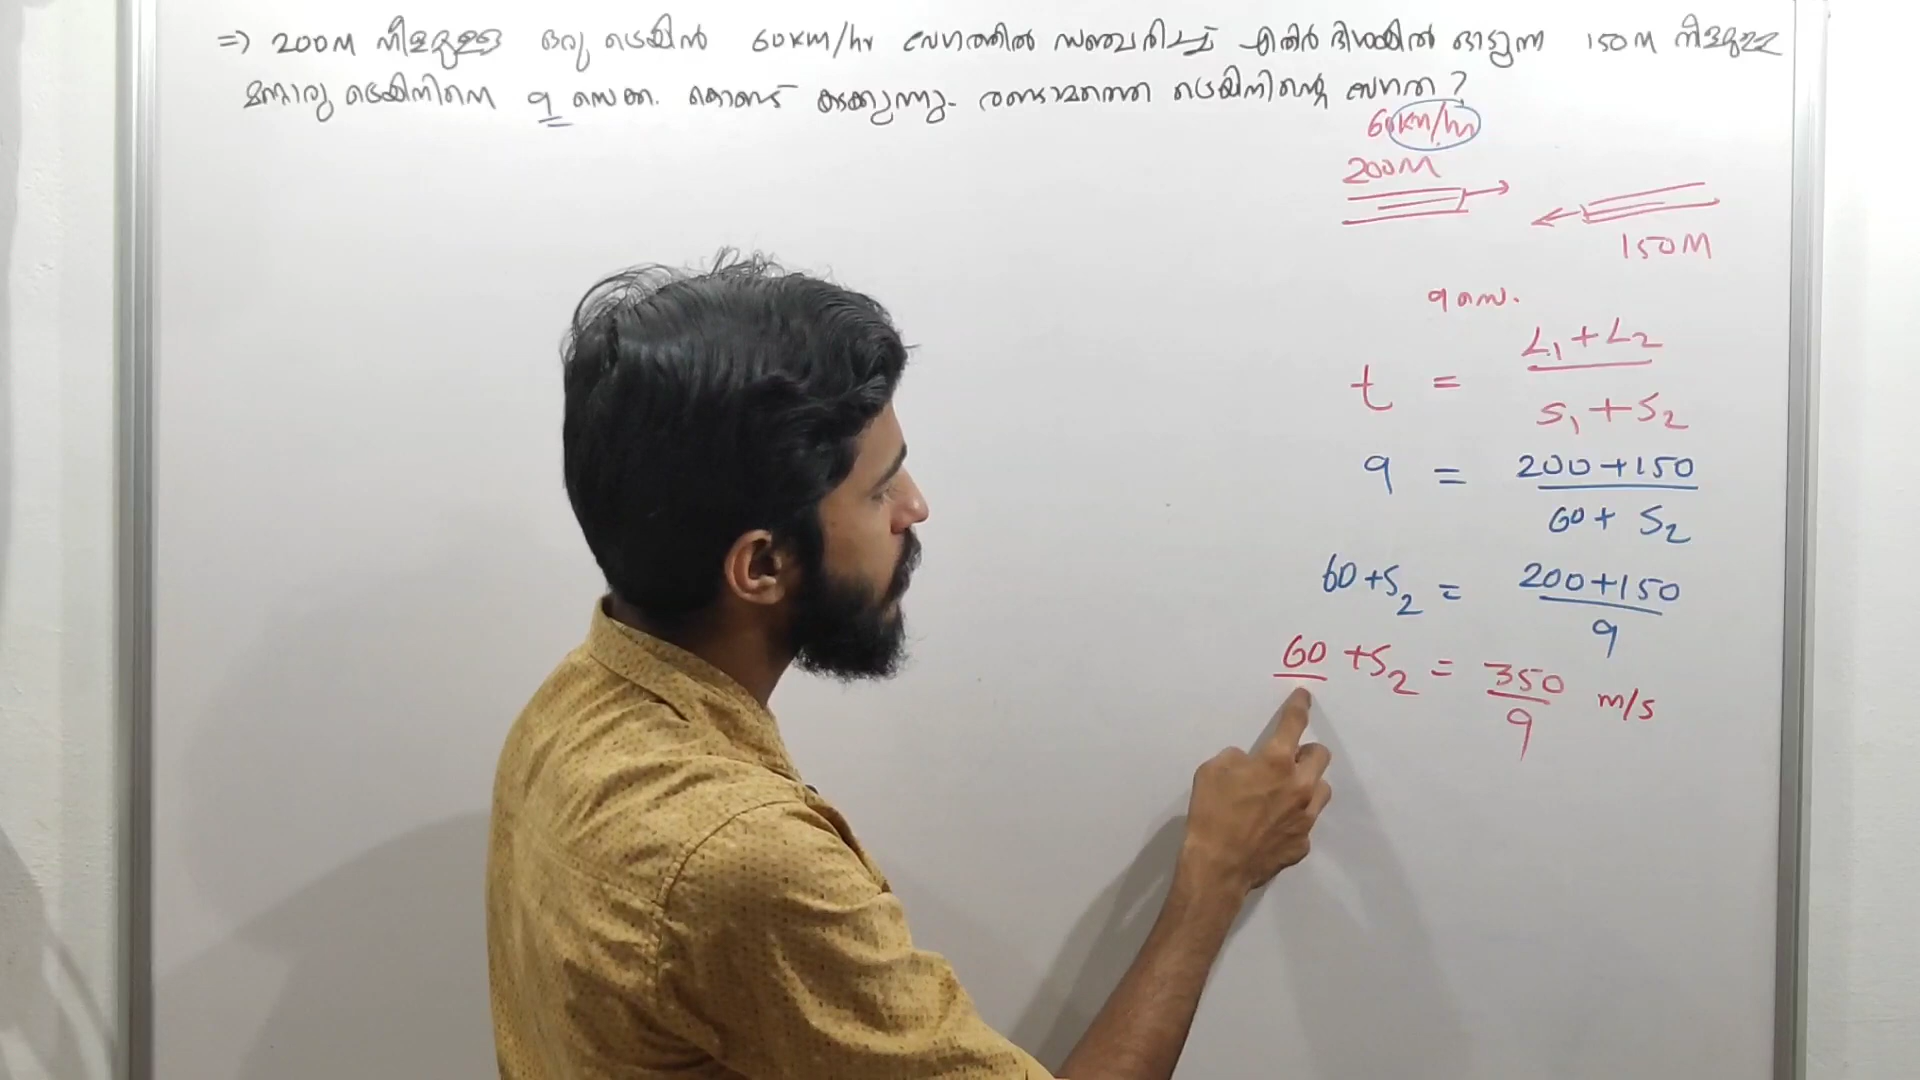 ⇒ 200M നീളമുള്ള ഒരു ട്രെയിൻ 60km/hr വേഗത്തിൽ സഞ്ചരിച്ച് എതിർ ദിശയിൽ ഓടുന്ന 150M നീളമുള്ള
മറ്റൊരു ട്രെയിനിനെ 9 സെക്ക. കൊണ്ട് കടക്കുന്നു. രണ്ടാമത്തെ ട്രെയിനിന്റെ വേഗത ?
60km/hr
200M
150M
9 സെ.
t = L1+L2 / S1+S2
9 = 200+150 / 60+ S2
60+S2 = 200+150 / 9
60 +S2 = 350 / 9 m/s